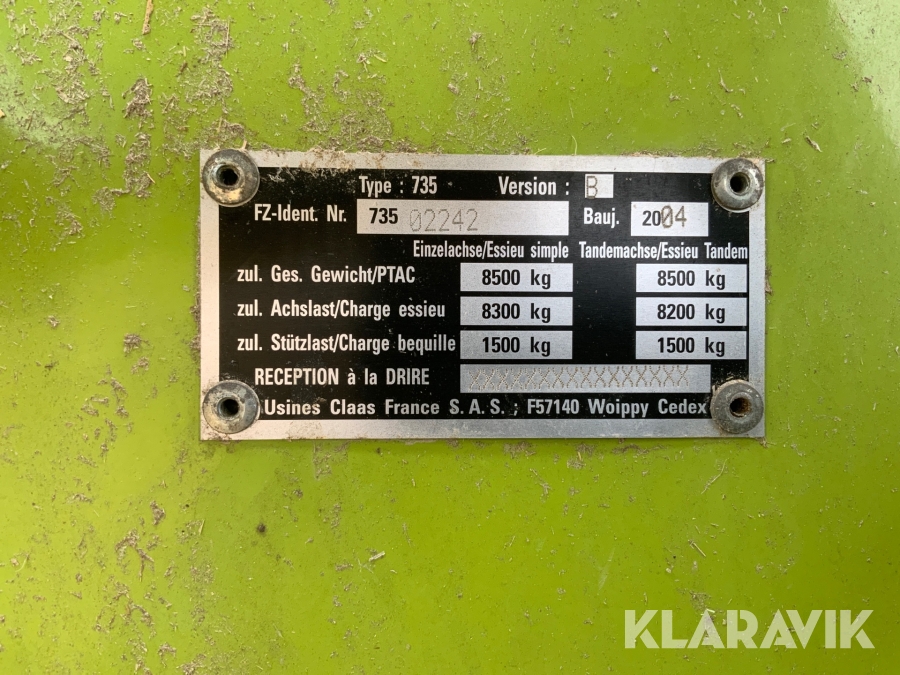 Type : 735 Version : B
FZ-Ident. Nr. 735 02242 Bauj. 2004
Einzelachse/Essieu simple Tandemachse/Essieu Tandem
zul. Ges. Gewicht/PTAC 8500 kg 8500 kg
zul. Achslast/Charge essieu 8300 kg 8200 kg
zul. Stützlast/Charge bequille 1500 kg 1500 kg
RECEPTION à la DRIRE XXXXXXXXXXXXXXXXX
Usines Claas France S.A.S., F57140 Woippy Cedex
KLARAVIK